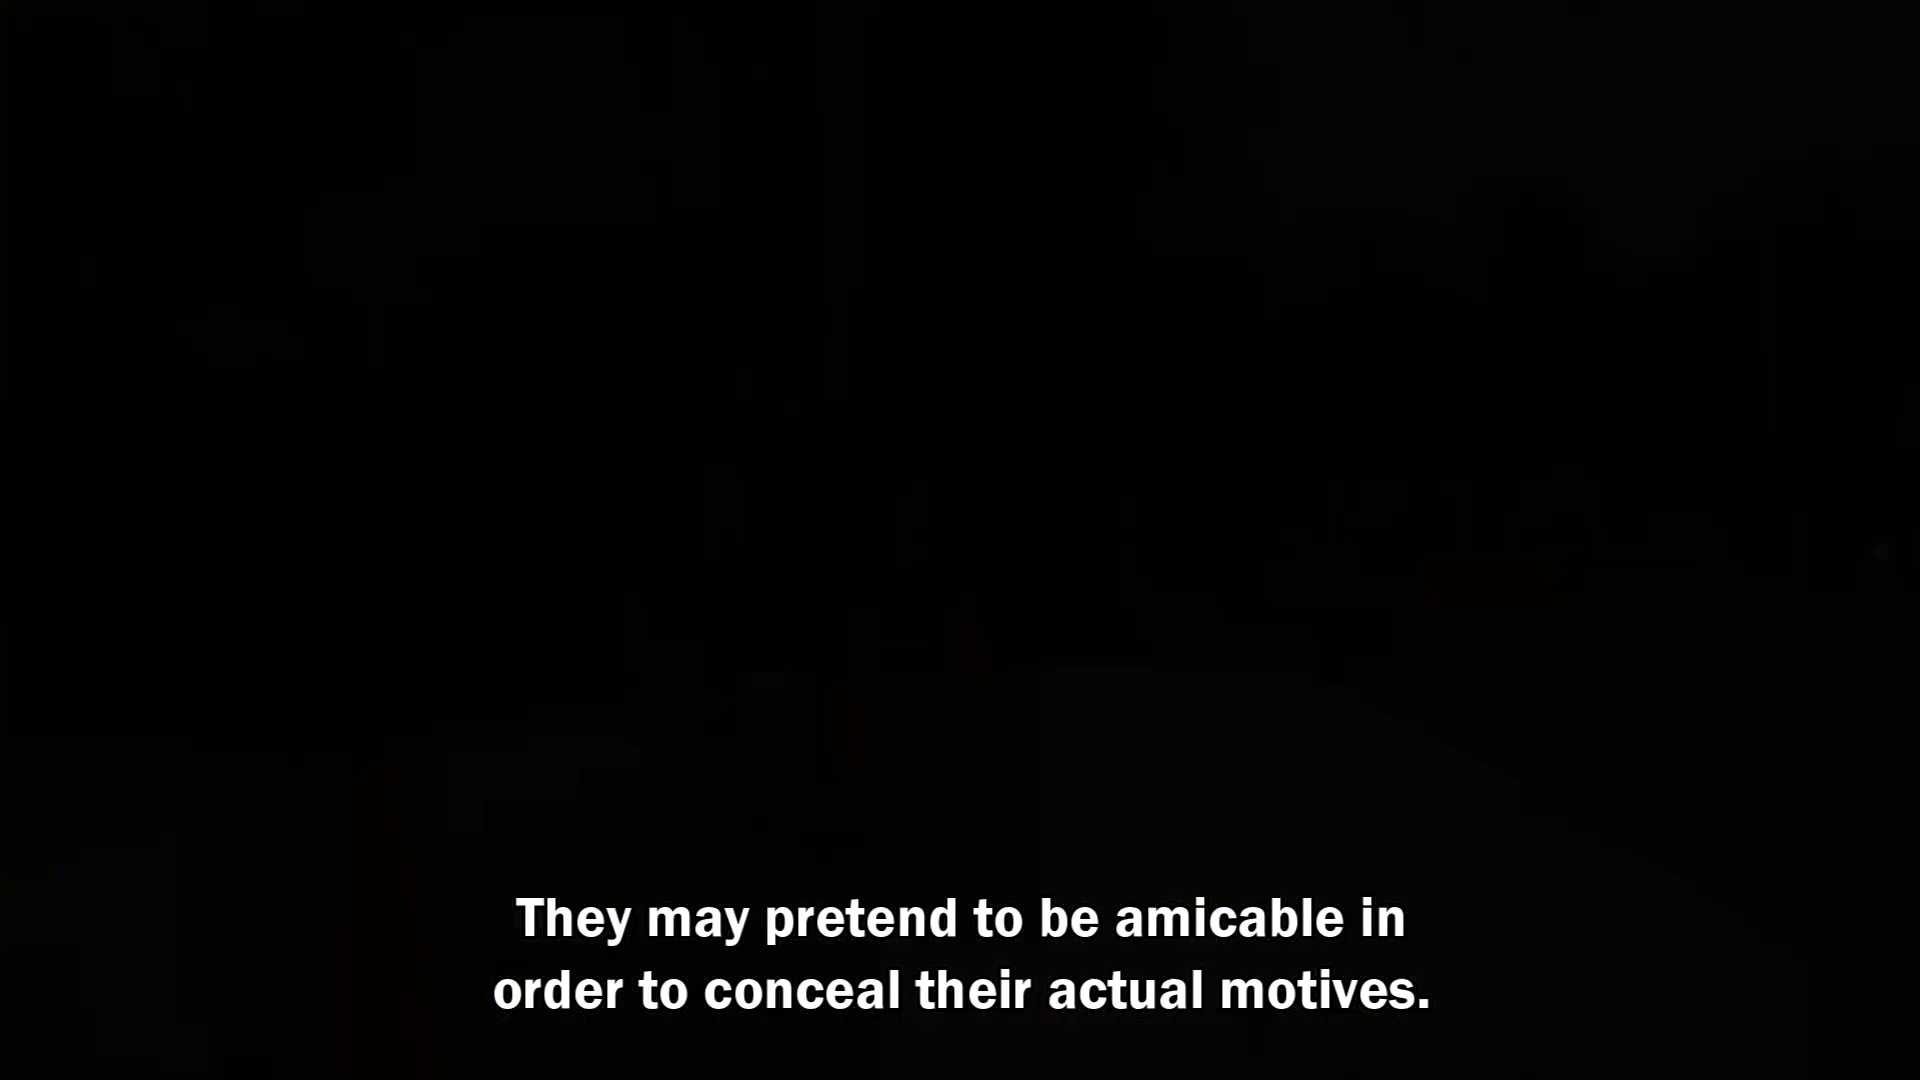 They may pretend to be amicable in
order to conceal their actual motives.